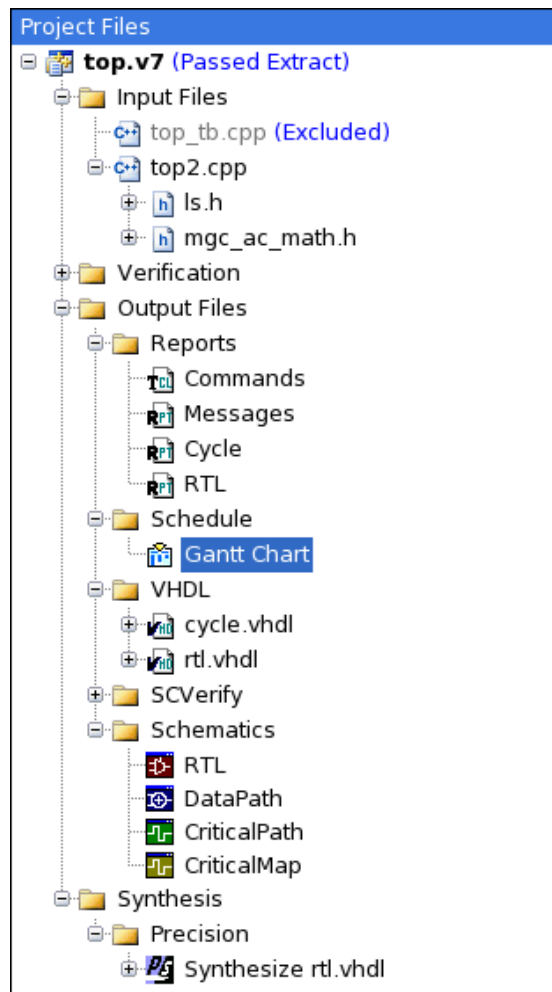 Project Files
top.v7 (Passed Extract)
Input Files
top_tb.cpp (Excluded)
top2.cpp
ls.h
mgc_ac_math.h
Verification
Output Files
Reports
Commands
Messages
Cycle
RTL
Schedule
Gantt Chart
VHDL
cycle.vhdl
rtl.vhdl
SCVerify
Schematics
RTL
DataPath
CriticalPath
CriticalMap
Synthesis
Precision
Synthesize rtl.vhdl